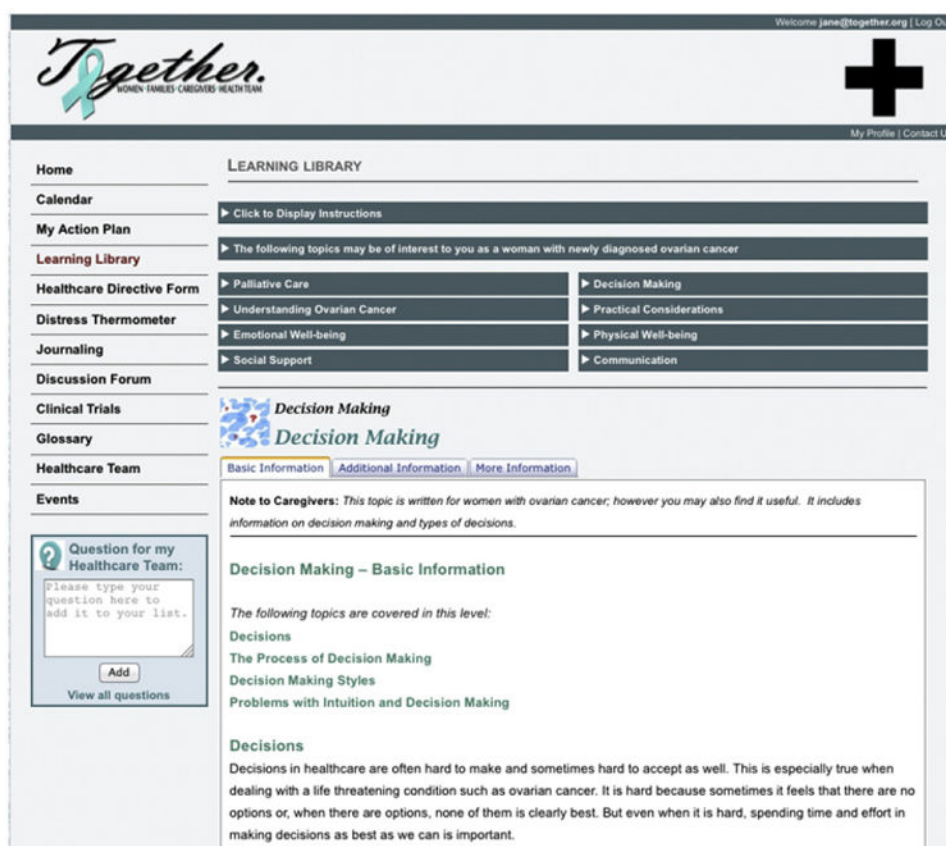 Welcome jane@together.org | Log Ou
Together.
WOMEN · FAMILIES · CAREGIVERS · HEALTH TEAM
My Profile | Contact U
Home
Calendar
My Action Plan
Learning Library
Healthcare Directive Form
Distress Thermometer
Journaling
Discussion Forum
Clinical Trials
Glossary
Healthcare Team
Events
Question for my
Healthcare Team:
Please type your
question here to
add it to your list.
Add
View all questions
LEARNING LIBRARY
Click to Display Instructions
The following topics may be of interest to you as a woman with newly diagnosed ovarian cancer
Palliative Care
Decision Making
Understanding Ovarian Cancer
Practical Considerations
Emotional Well-being
Physical Well-being
Social Support
Communication
Decision Making
Decision Making
Basic Information Additional Information More Information
Note to Caregivers: This topic is written for women with ovarian cancer; however you may also find it useful. It includes
information on decision making and types of decisions.
Decision Making – Basic Information
The following topics are covered in this level:
Decisions
The Process of Decision Making
Decision Making Styles
Problems with Intuition and Decision Making
Decisions
Decisions in healthcare are often hard to make and sometimes hard to accept as well. This is especially true when
dealing with a life threatening condition such as ovarian cancer. It is hard because sometimes it feels that there are no
options or, when there are options, none of them is clearly best. But even when it is hard, spending time and effort in
making decisions as best as we can is important.